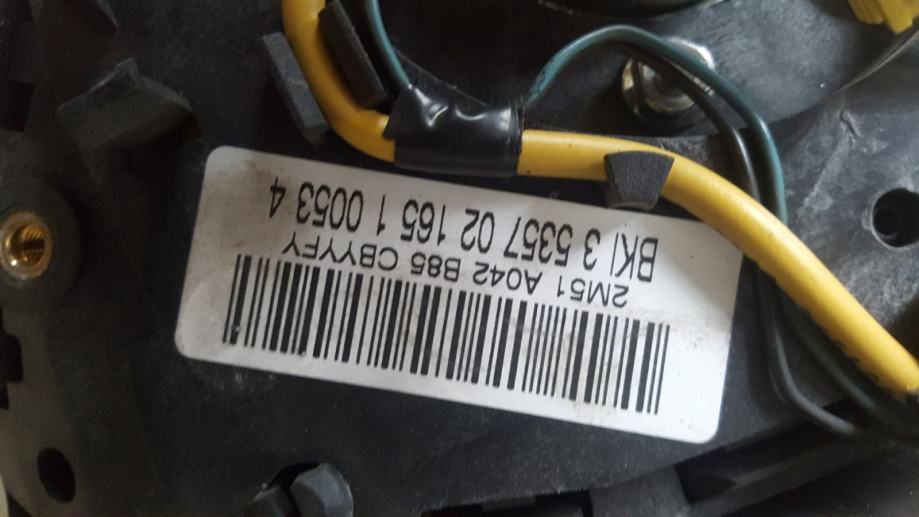 2M51 A042 B85 CBYYFY
BKI 3 5357 02 165 1 0053 4